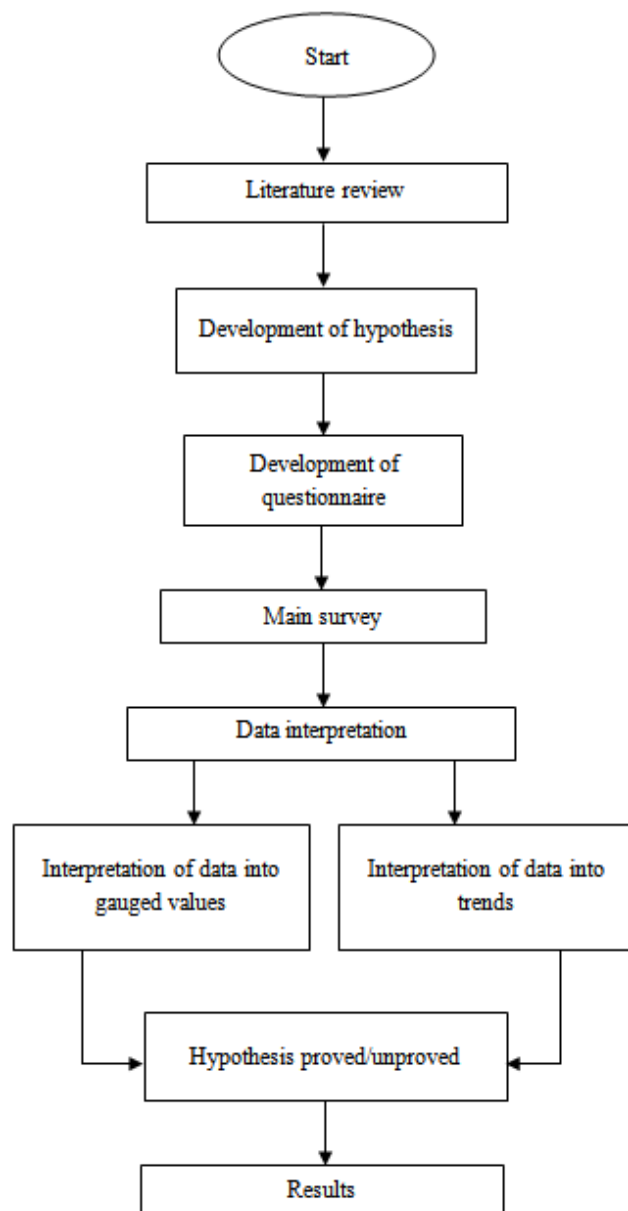 Start
Literature review
Development of hypothesis
Development of
questionnaire
Main survey
Data interpretation
Interpretation of data into
gauged values
Interpretation of data into
trends
Hypothesis proved/unproved
Results